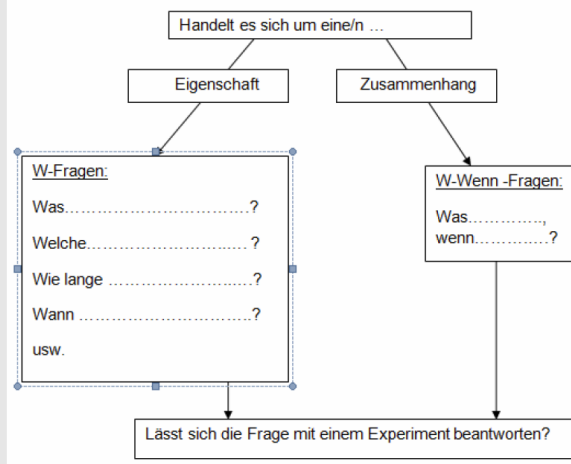 Handelt es sich um eine/n …
Eigenschaft
Zusammenhang
W-Fragen:
Was…………………………….?
Welche……………………..…. ?
Wie lange …………………..….?
Wann …………………………..?
usw.
W-Wenn -Fragen:
Was…………..,
wenn……….….?
Lässt sich die Frage mit einem Experiment beantworten?